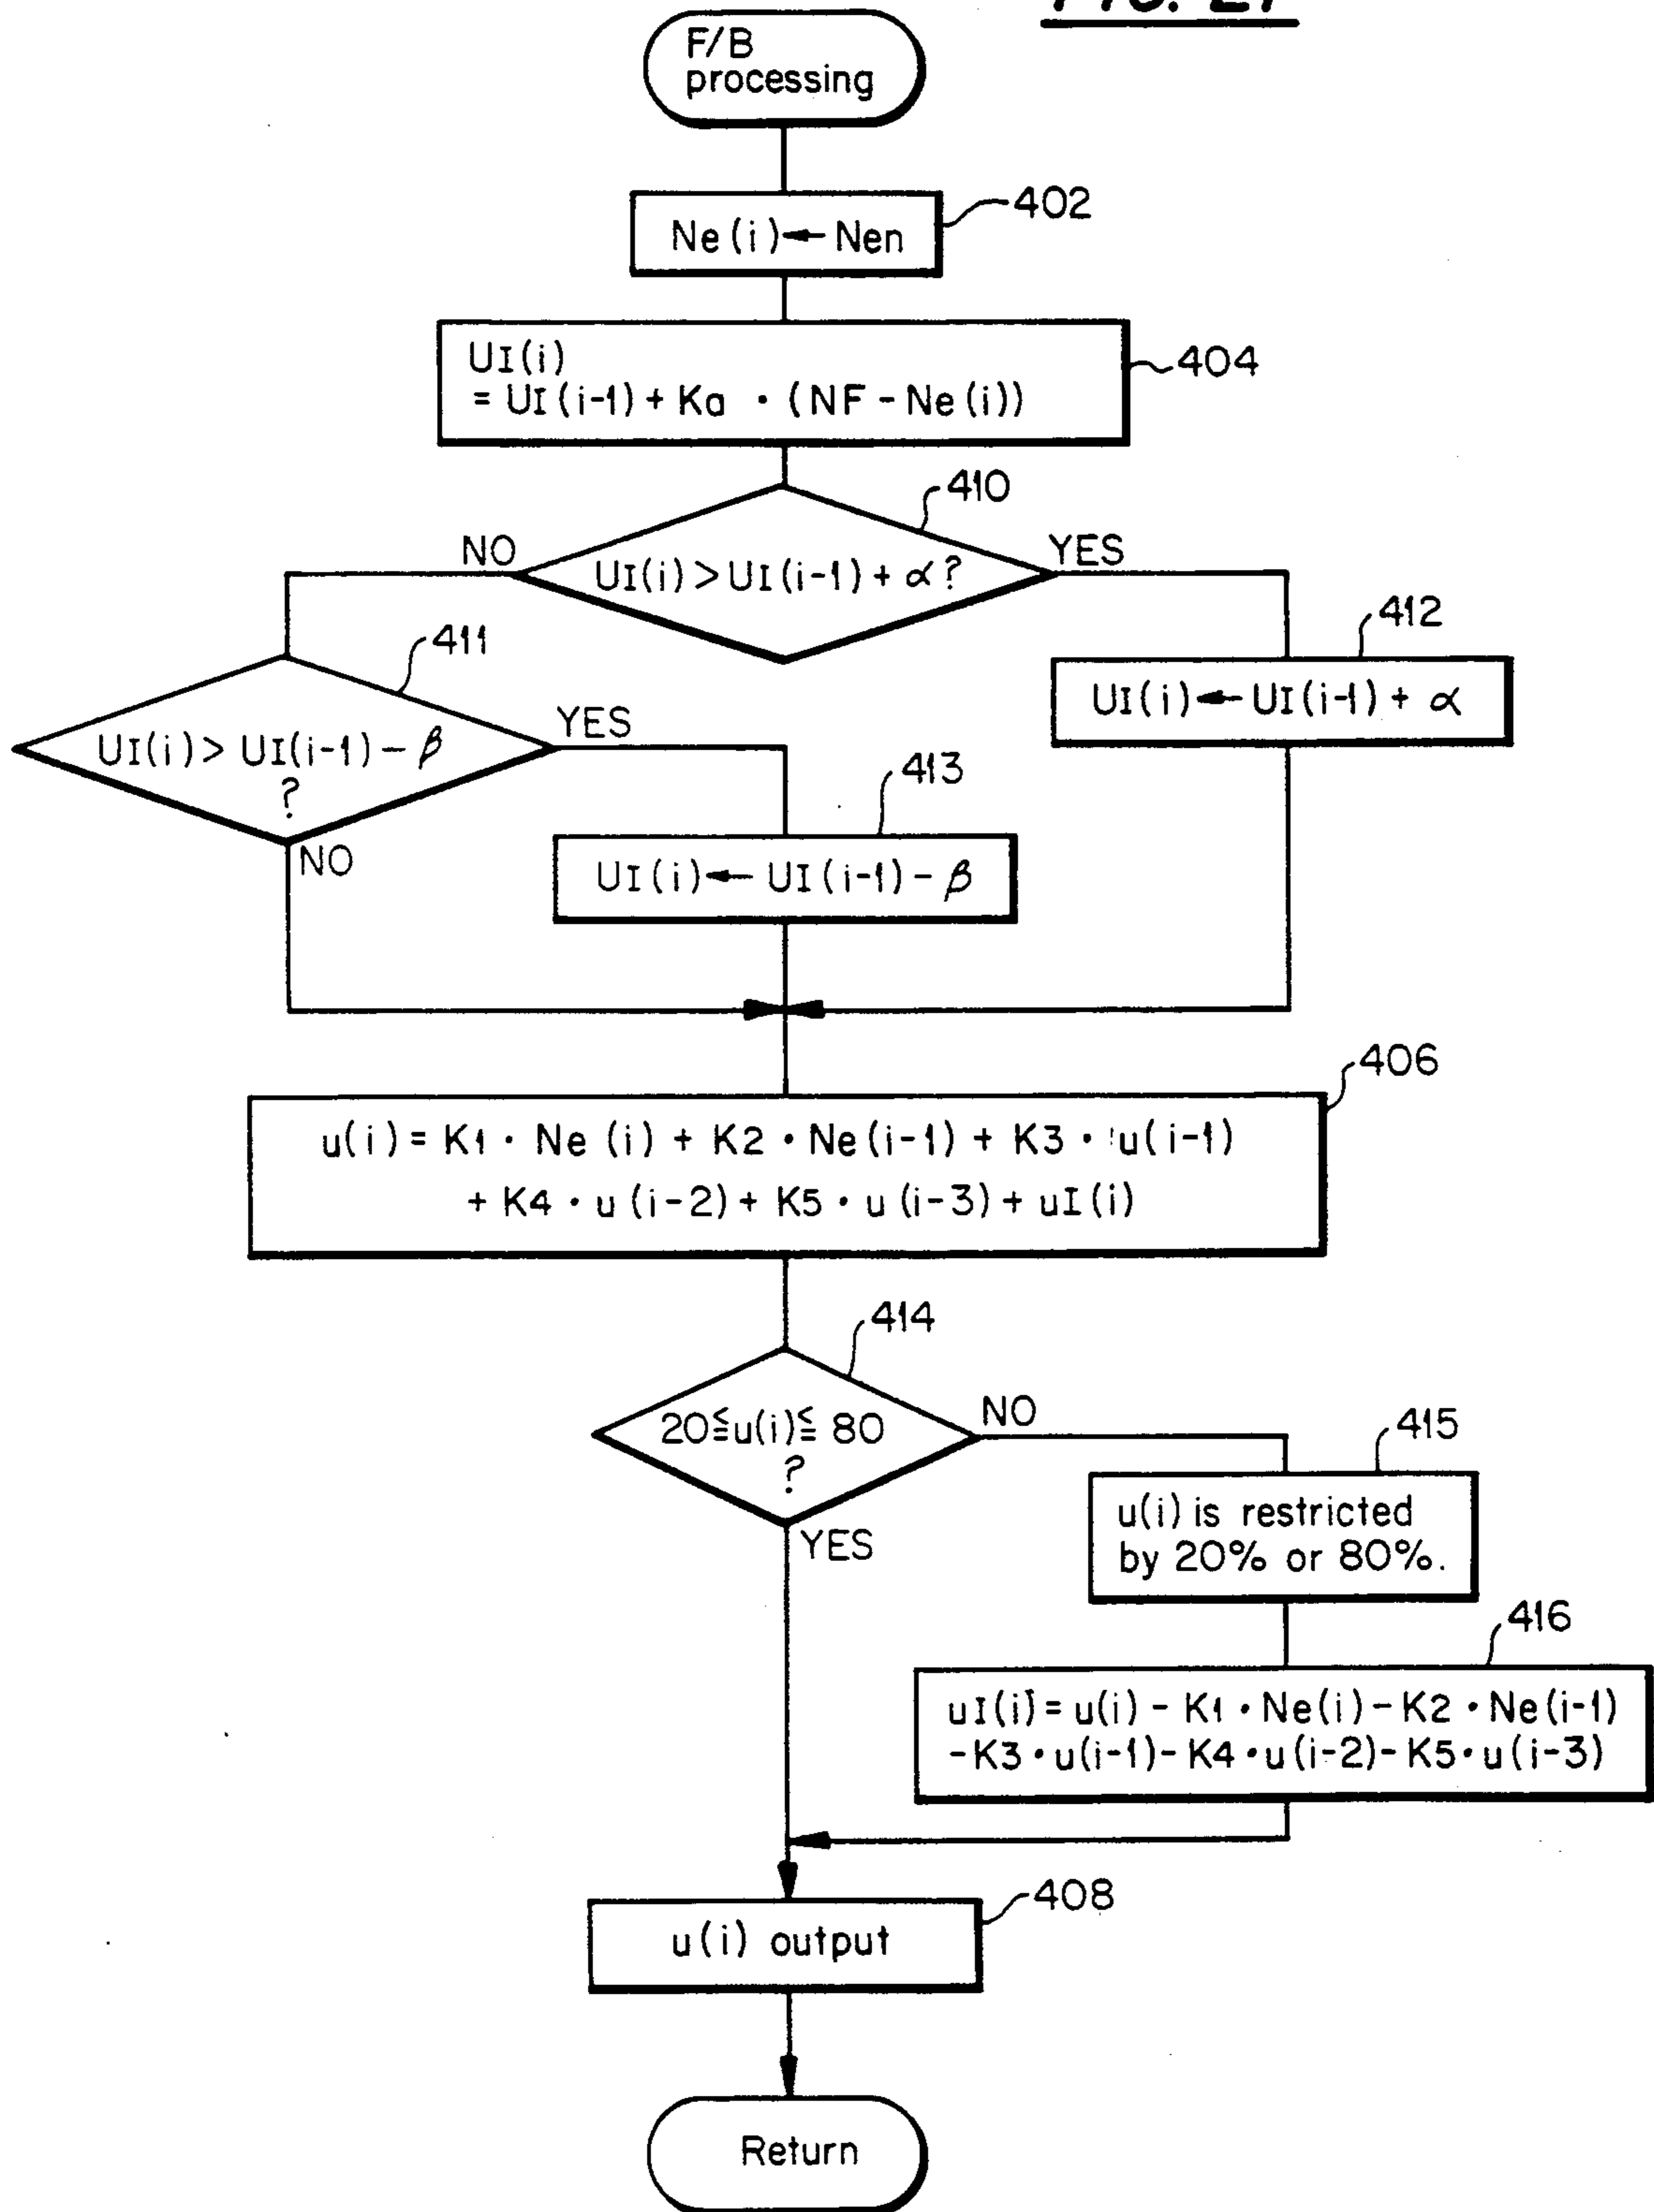 F/B
processing
402
Ne(i)←Nen
UI(i)
= UI(i-1) + Ka · (NF - Ne(i))
404
410
NO
UI(i) > UI(i-1) + α?
YES
411
412
UI(i) ← UI(i-1) + α
UI(i) > UI(i-1) - β
?
YES
NO
413
UI(i) ← UI(i-1) - β
406
u(i) = K1 · Ne (i) + K2 · Ne(i-1) + K3 · u(i-1)
+ K4 · u (i-2) + K5 · u (i-3) + uI(i)
414
20≦u(i)≦ 80
?
NO
YES
415
u(i) is restricted
by 20% or 80%.
416
uI(i) = u(i) - K1 · Ne(i) - K2 · Ne(i-1)
-K3 · u(i-1) - K4 · u(i-2) - K5 · u(i-3)
408
u(i) output
Return